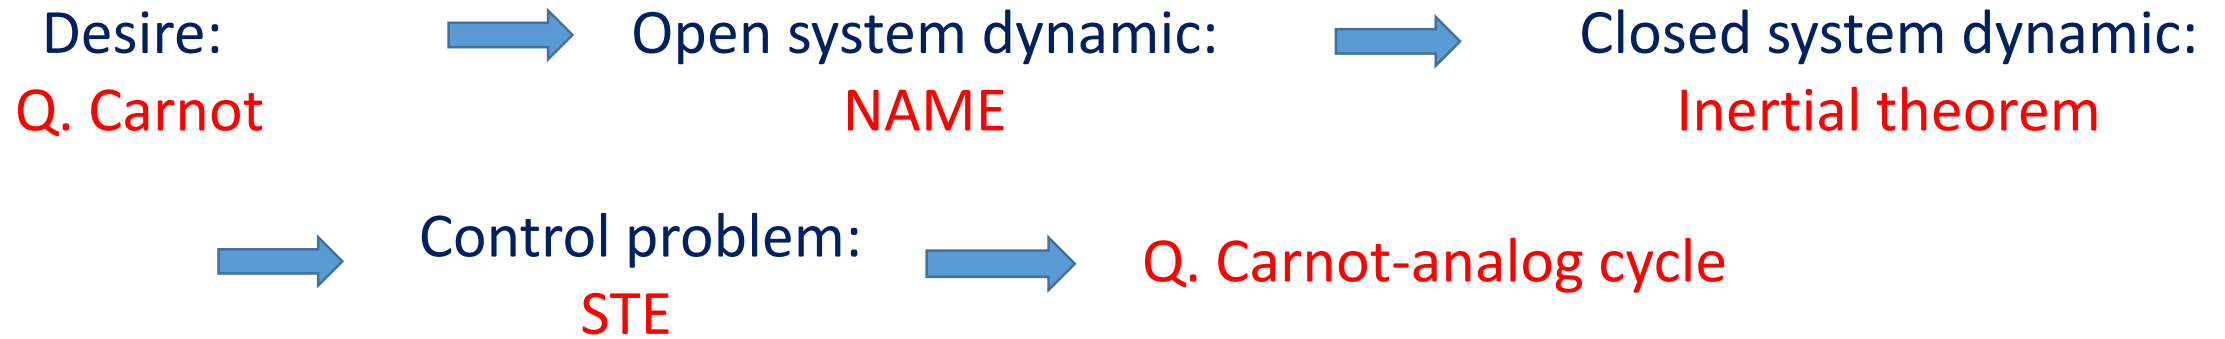 Desire:
Q. Carnot
Open system dynamic:
NAME
Closed system dynamic:
Inertial theorem
Control problem:
STE
Q. Carnot-analog cycle